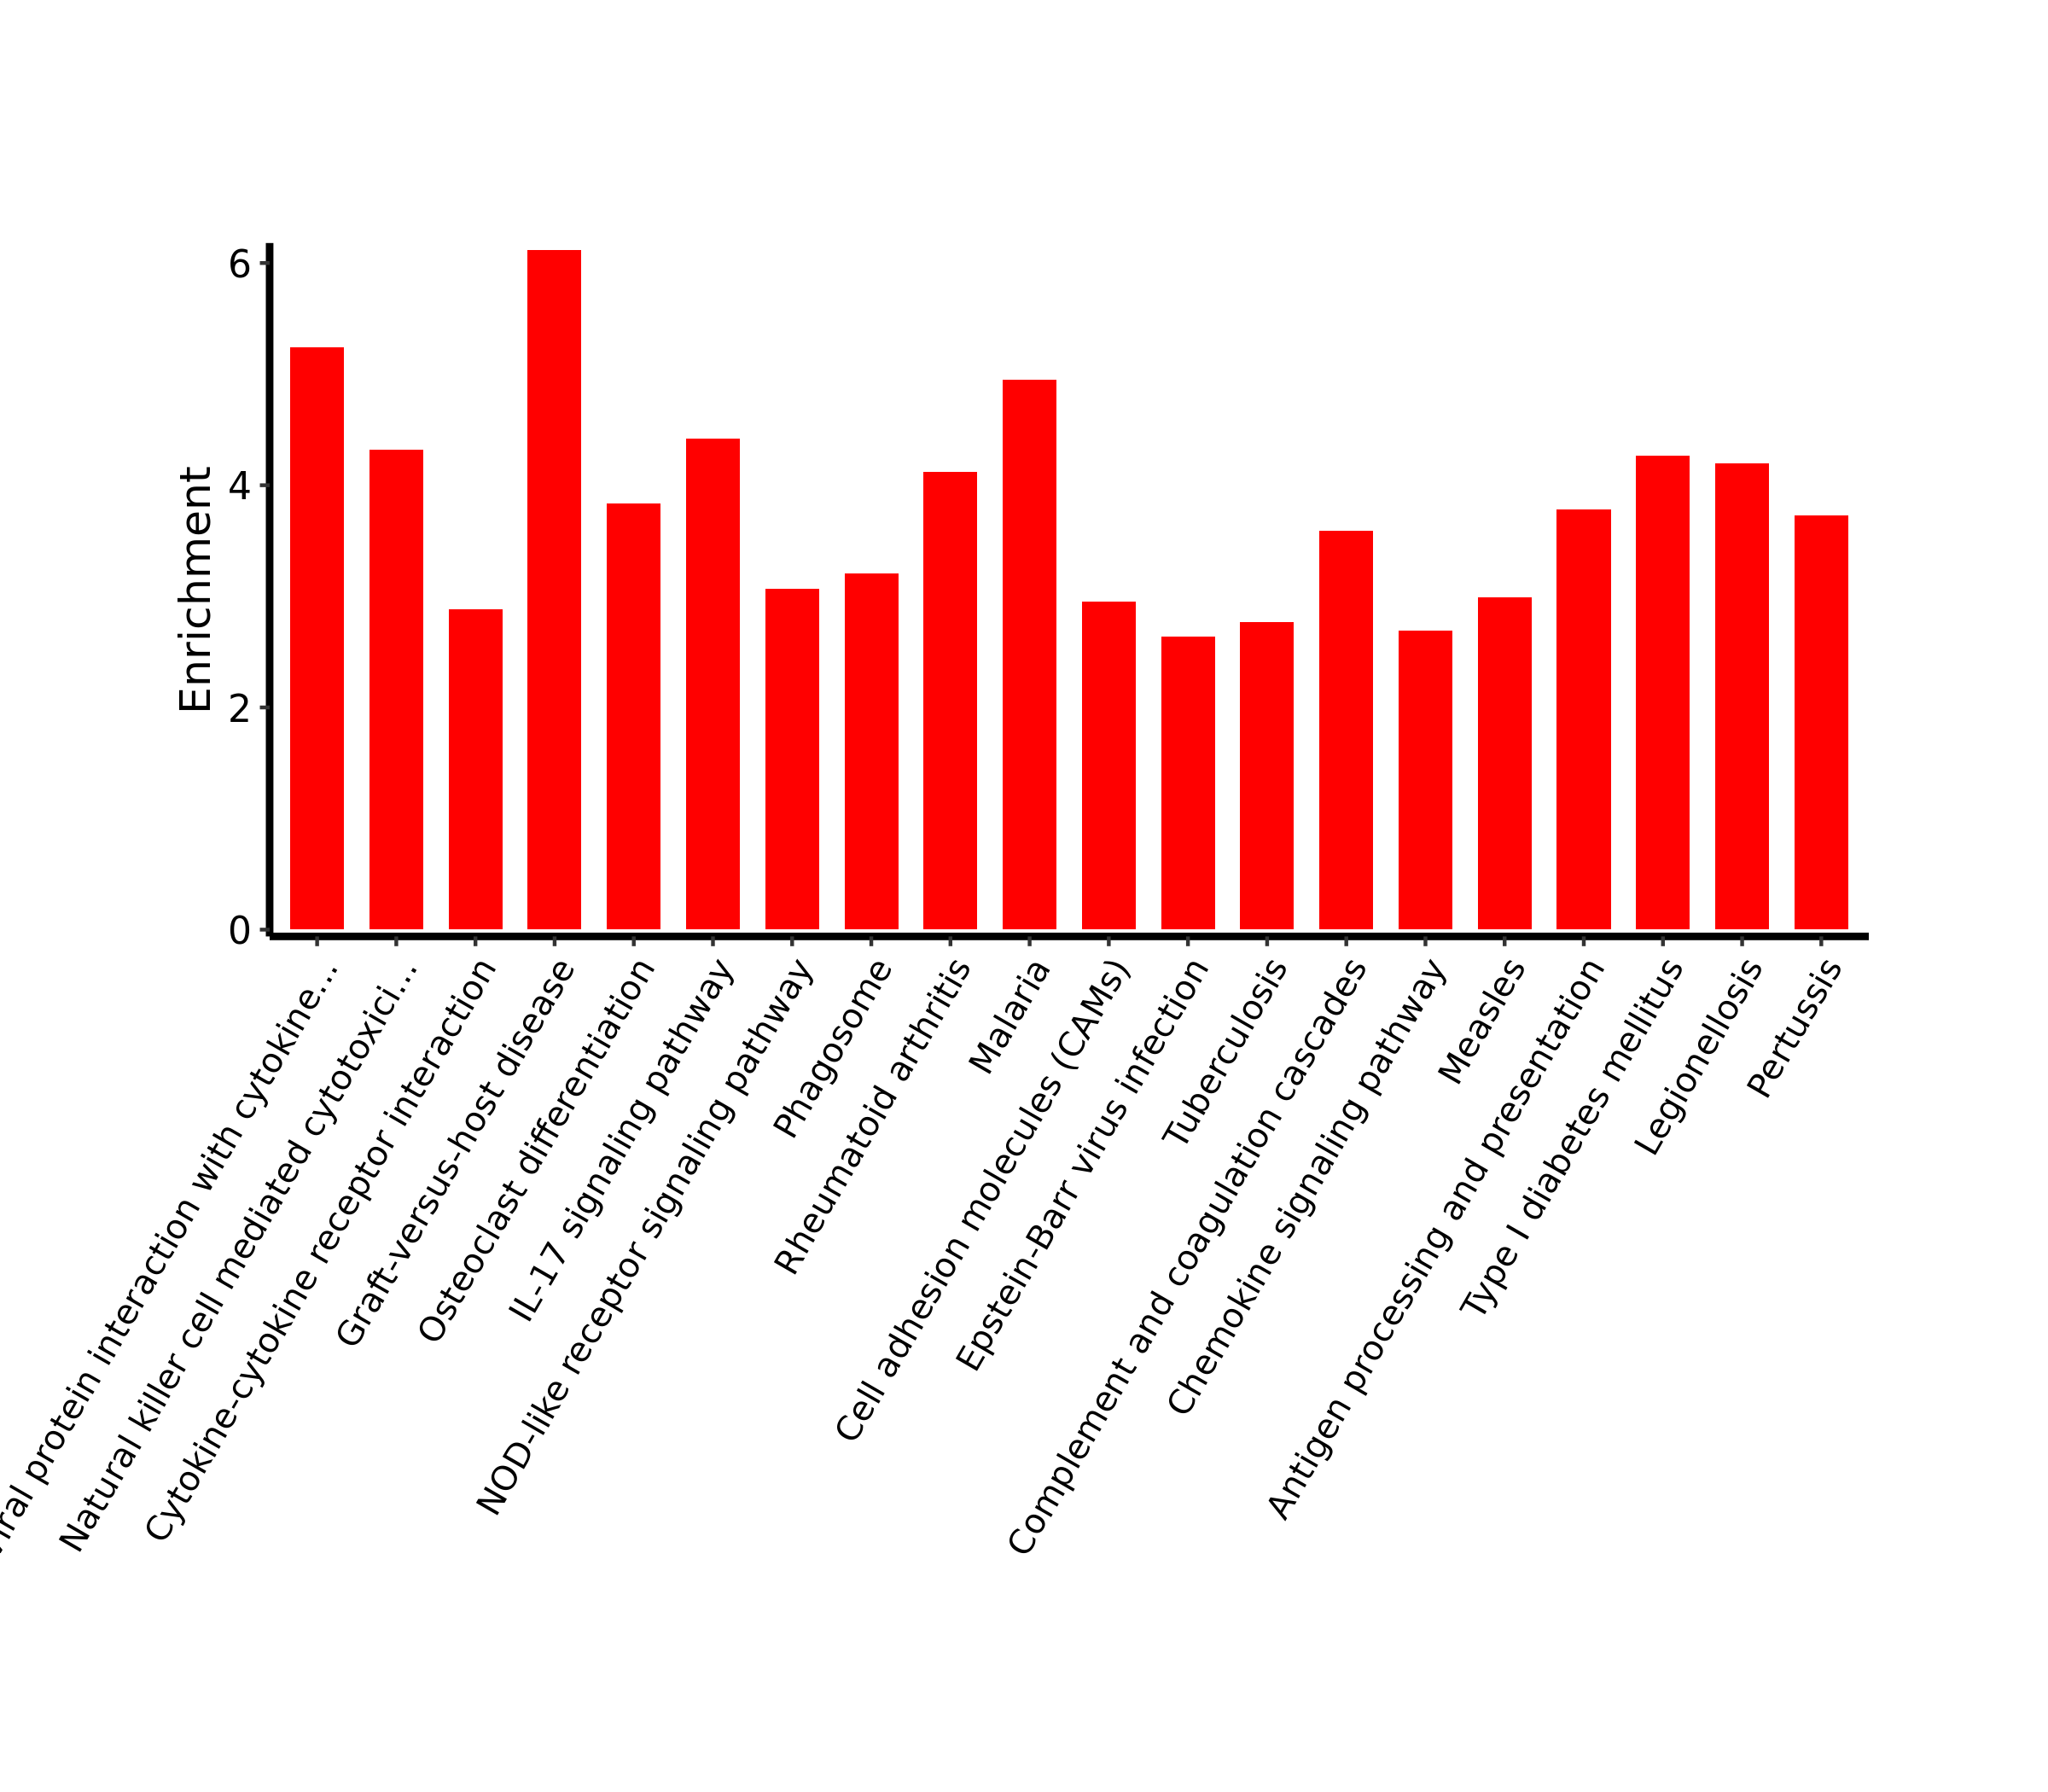 Enrichment
6
4
2
0
protein interaction with cytokine...
Natural killer cell mediated cytotoxici...
Cytokine-cytokine receptor interaction
Graft-versus-host disease
Osteoclast differentiation
IL-17 signaling pathway
NOD-like receptor signaling pathway
Phagosome
Rheumatoid arthritis
Malaria
Cell adhesion molecules (CAMs)
Epstein-Barr virus infection
Tuberculosis
Complement and coagulation cascades
Chemokine signaling pathway
Measles
Antigen processing and presentation
Type I diabetes mellitus
Legionellosis
Pertussis